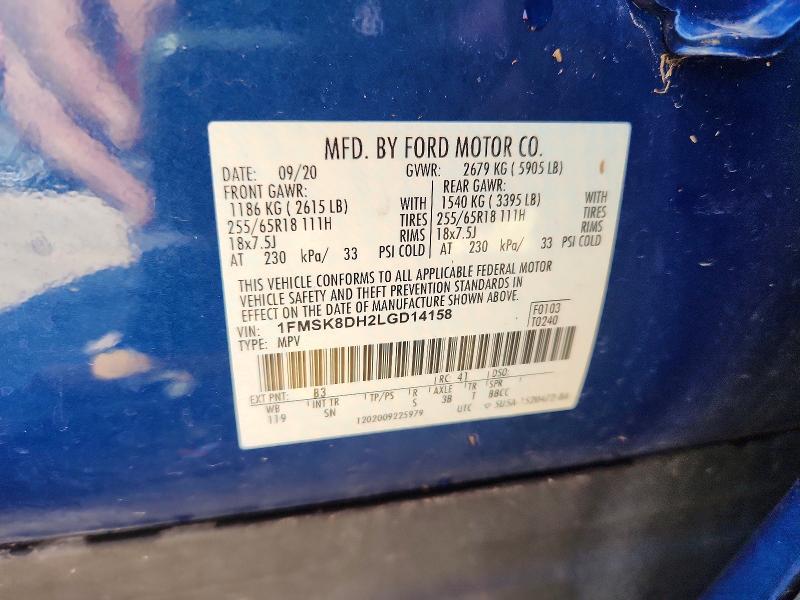 MFD. BY FORD MOTOR CO.
DATE: 09/20 GVWR: 2679 KG ( 5905 LB)
FRONT GAWR: REAR GAWR:
1186 KG ( 2615 LB) WITH 1540 KG ( 3395 LB) WITH
255/65R18 111H TIRES 255/65R18 111H TIRES
18x7.5J RIMS 18x7.5J RIMS
AT 230 kPa/ 33 PSI COLD AT 230 kPa/ 33 PSI COLD
THIS VEHICLE CONFORMS TO ALL APPLICABLE FEDERAL MOTOR
VEHICLE SAFETY AND THEFT PREVENTION STANDARDS IN
EFFECT ON THE DATE OF MANUFACTURE SHOWN ABOVE.
VIN: 1FMSK8DH2LGD14158 F0103
TYPE: MPV T0240
RC: 41 DSO:
EXT PNT: B3
WB INT TR TP/PS R AXLE TR SPR
119 SN S 3B T BBCC
1202009225979 UTC